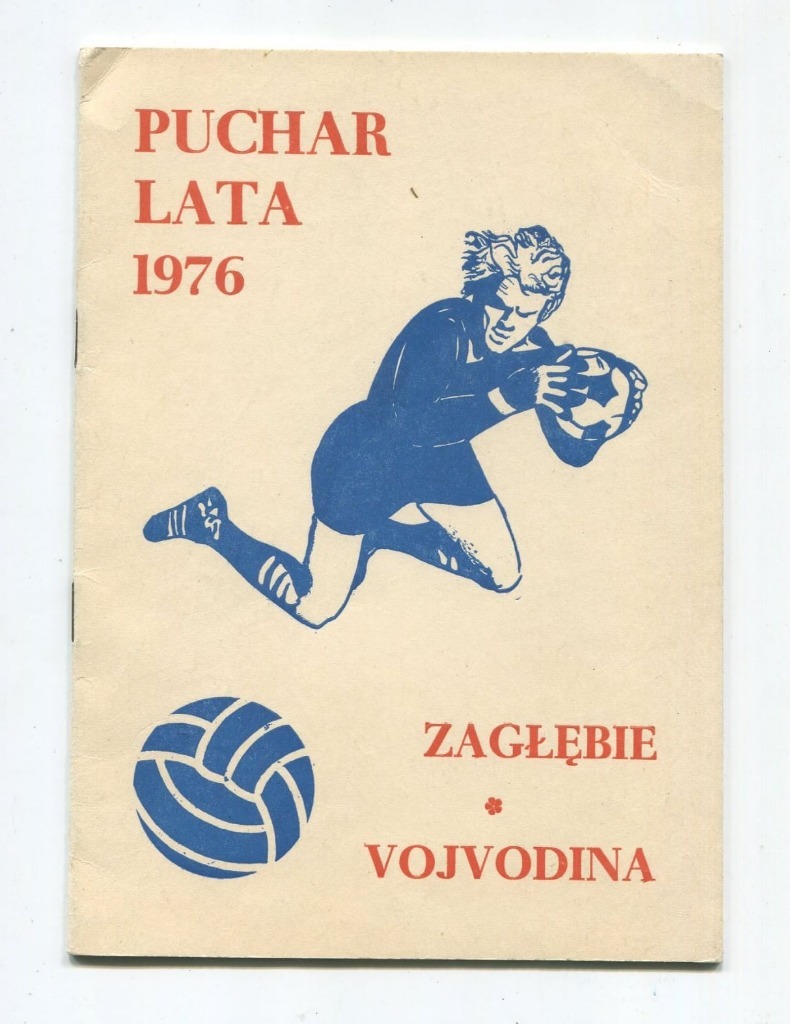 PUCHAR
LATA
1976
ZAGŁĘBIE
VOJVODINA